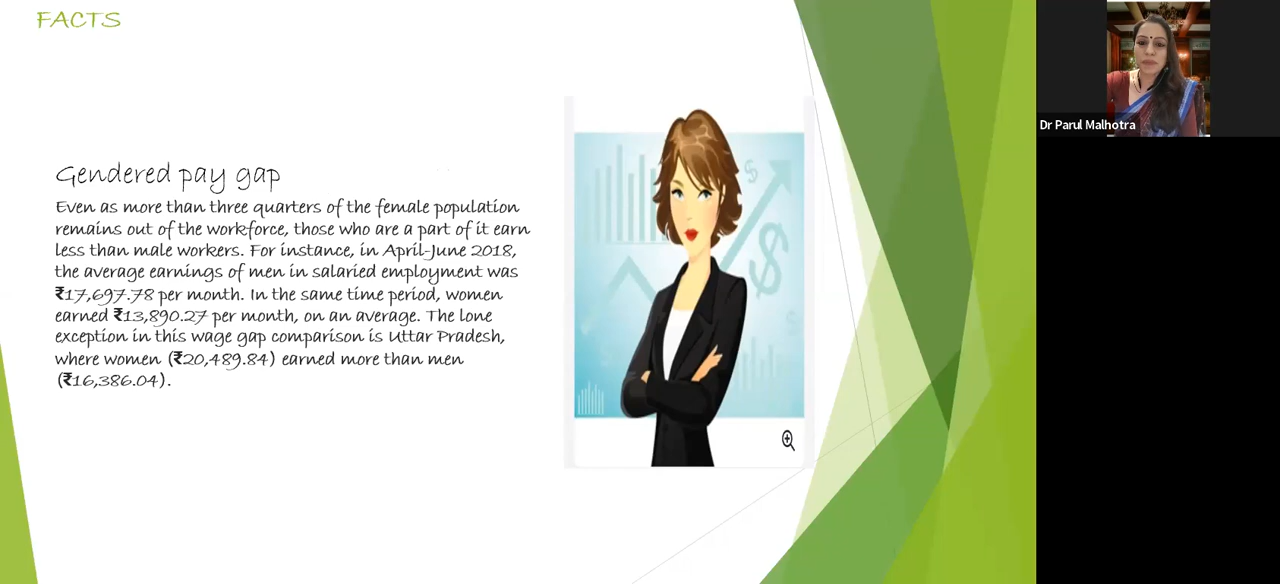 FACTS
Gendered pay gap
Even as more than three quarters of the female population
remains out of the workforce, those who are a part of it earn
less than male workers. For instance, in April-June 2018,
the average earnings of men in salaried employment was
₹17,697.78 per month. In the same time period, women
earned ₹13,890.27 per month, on an average. The lone
exception in this wage gap comparison is Uttar Pradesh,
where women (₹20,489.84) earned more than men
(₹16,386.04).
$
$
$
Dr Parul Malhotra